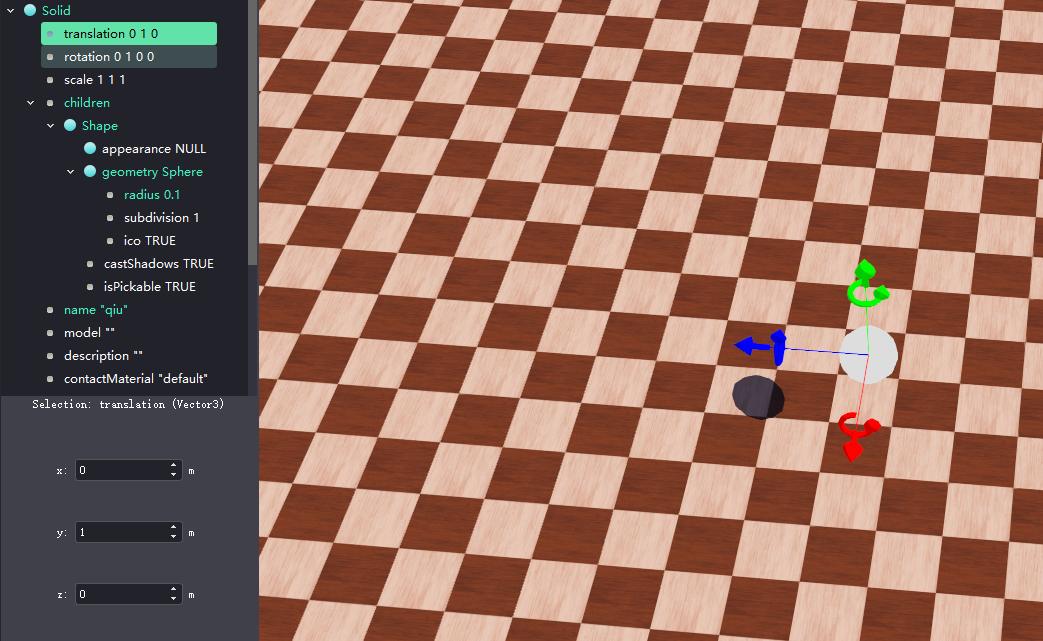 Solid
translation 0 1 0
rotation 0 1 0 0
scale 1 1 1
children
Shape
appearance NULL
geometry Sphere
radius 0.1
subdivision 1
ico TRUE
castShadows TRUE
isPickable TRUE
name "qiu"
model ""
description ""
contactMaterial "default"
Selection: translation (Vector3)
x: 0 m
y: 1 m
z: 0 m